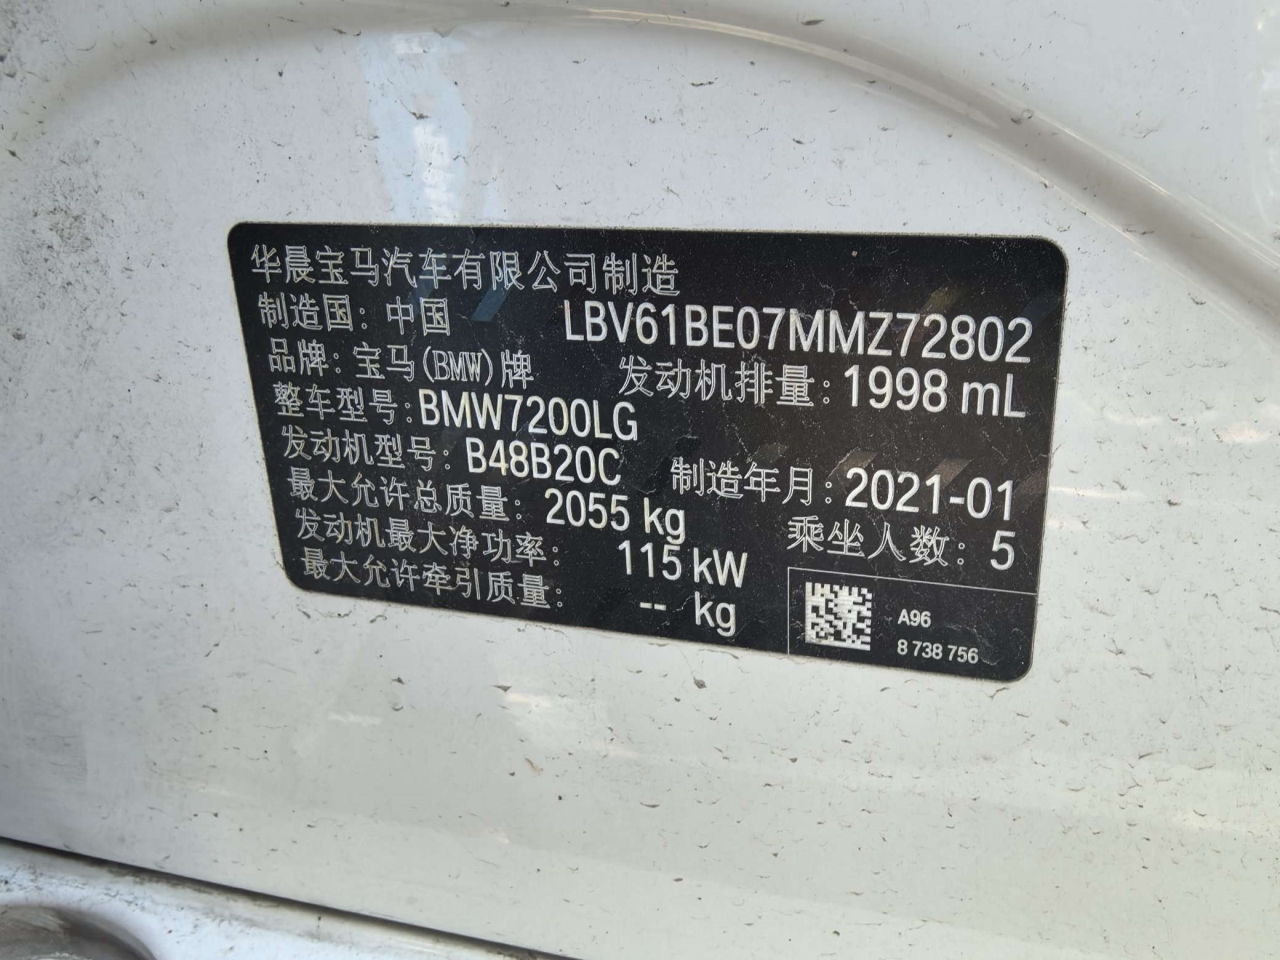 华晨宝马汽车有限公司制造
制造国：中国 LBV61BE07MMZ72802
品牌：宝马(BMW)牌 发动机排量：1998 mL
整车型号：BMW7200LG
发动机型号：B48B20C 制造年月：2021-01
最大允许总质量：2055 kg 乘坐人数：5
发动机最大净功率：115 kW
最大允许牵引质量：-- kg
A96
8 738 756